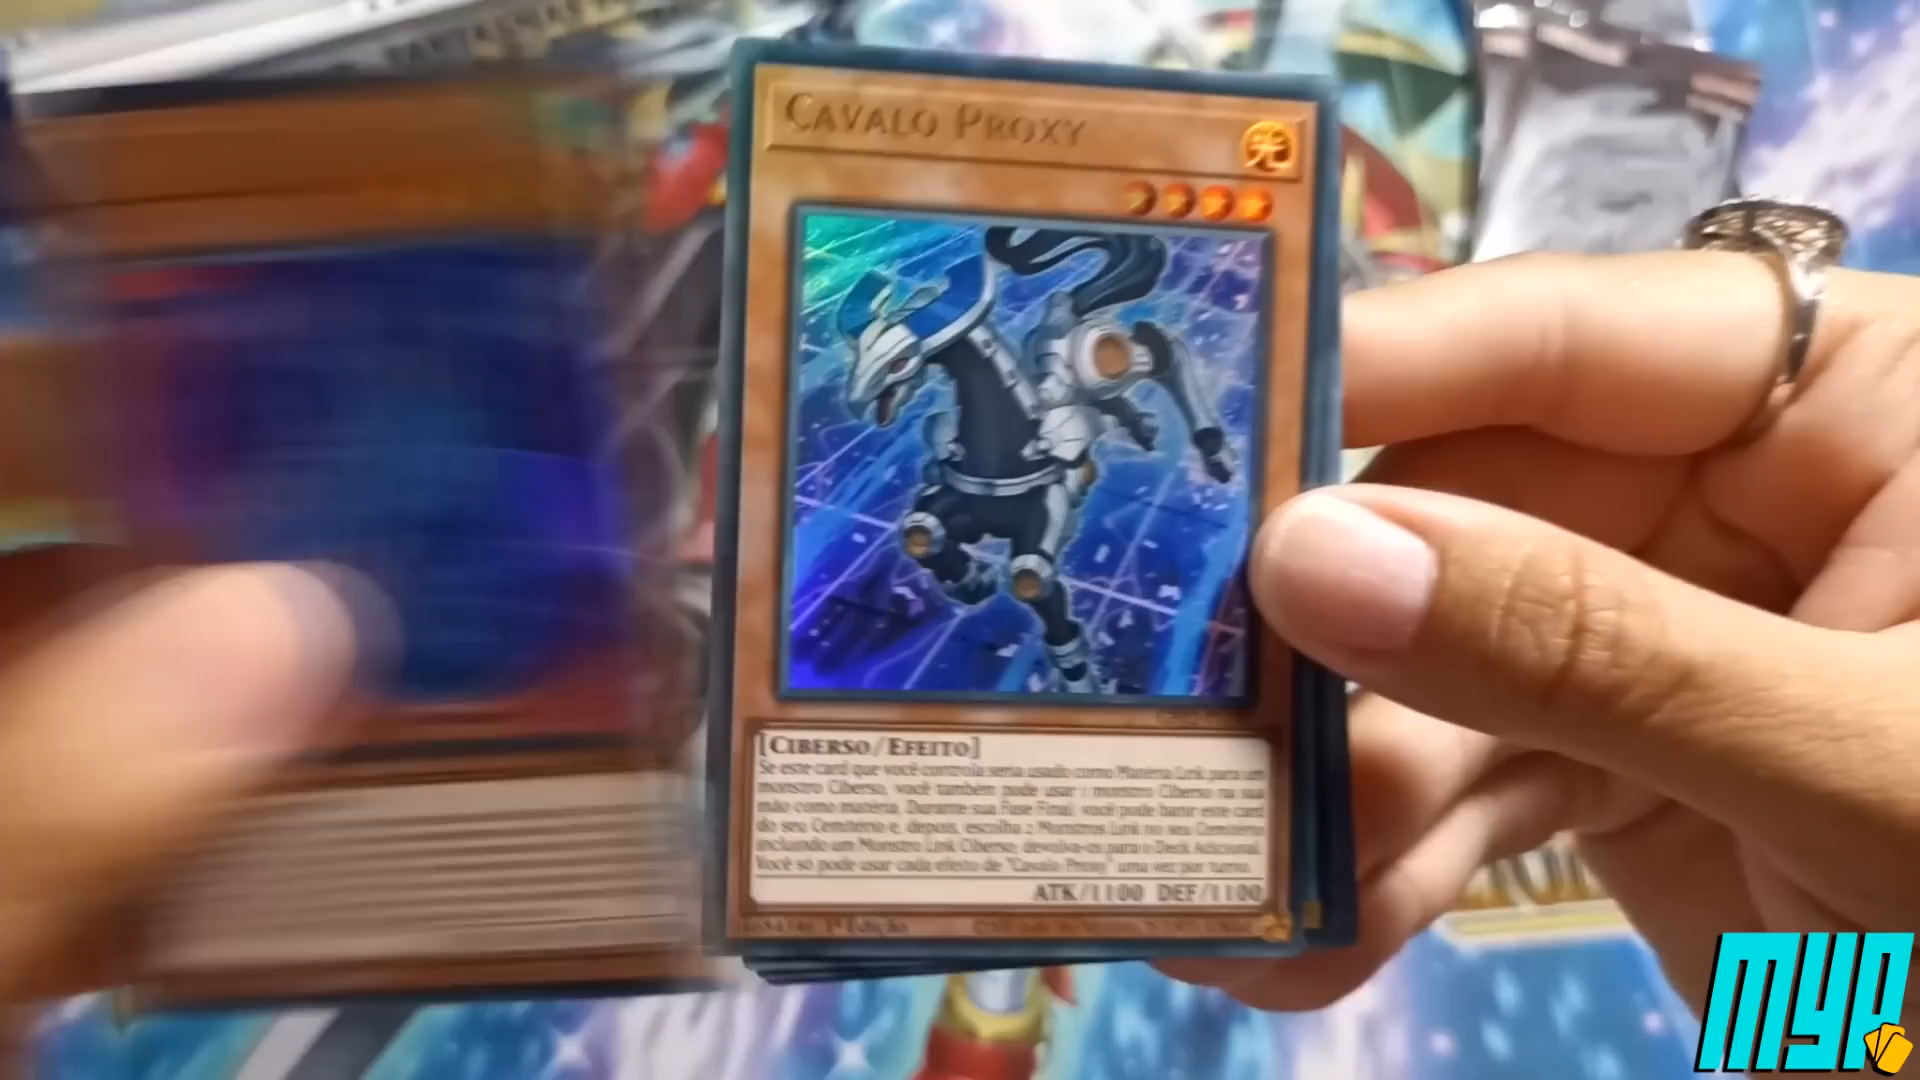 CAVALO PROXY
光
[CIBERSO/EFEITO]
Se este card que você controla seria usado como Matéria Link para um
monstro Ciberso, você também pode usar 1 monstro Ciberso na sua
mão como matéria. Durante sua Fase Final: você pode banir este card
do seu Cemitério e, depois, escolha 2 Monstros Link no seu Cemitério
incluindo um Monstro Link Ciberso; devolva-os para o Deck Adicional.
Você só pode usar cada efeito de "Cavalo Proxy" uma vez por turno.
ATK/1100 DEF/1100
1ª Edição
MYP